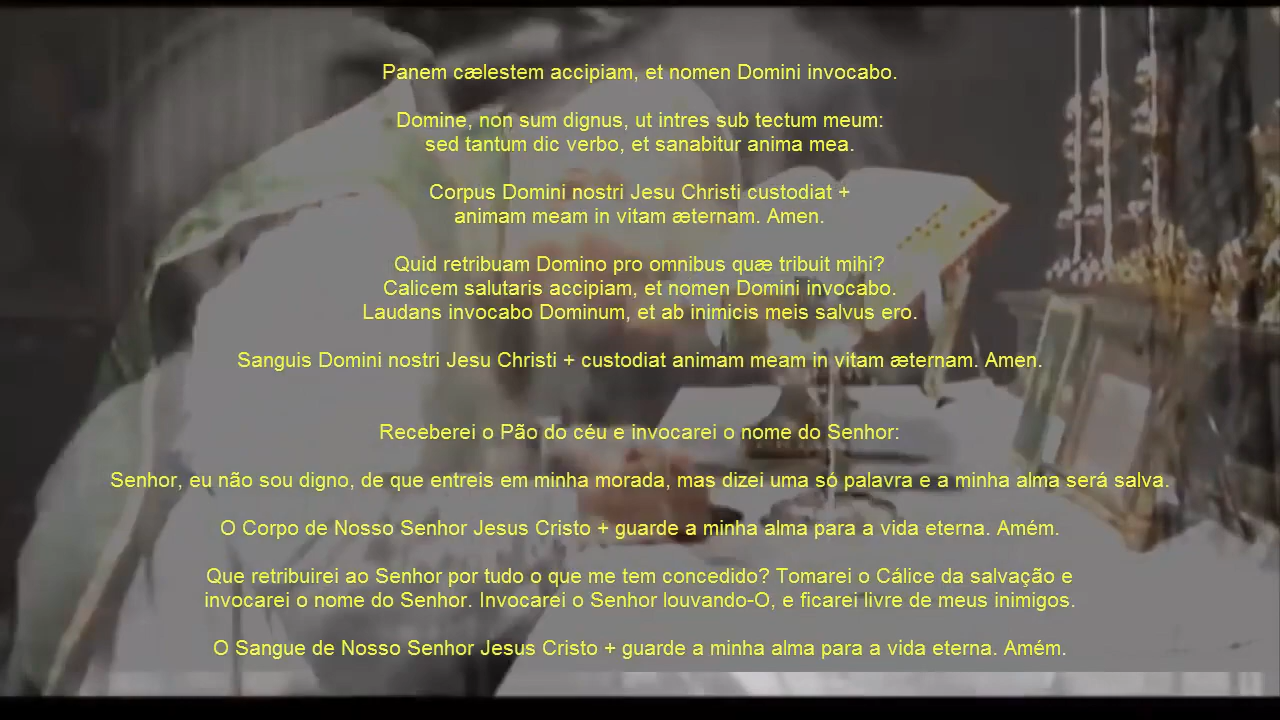 Panem cælestem accipiam, et nomen Domini invocabo.
Domine, non sum dignus, ut intres sub tectum meum:
sed tantum dic verbo, et sanabitur anima mea.
Corpus Domini nostri Jesu Christi custodiat +
animam meam in vitam æternam. Amen.
Quid retribuam Domino pro omnibus quæ tribuit mihi?
Calicem salutaris accipiam, et nomen Domini invocabo.
Laudans invocabo Dominum, et ab inimicis meis salvus ero.
Sanguis Domini nostri Jesu Christi + custodiat animam meam in vitam æternam. Amen.
Receberei o Pão do céu e invocarei o nome do Senhor:
Senhor, eu não sou digno, de que entreis em minha morada, mas dizei uma só palavra e a minha alma será salva.
O Corpo de Nosso Senhor Jesus Cristo + guarde a minha alma para a vida eterna. Amém.
Que retribuirei ao Senhor por tudo o que me tem concedido? Tomarei o Cálice da salvação e
invocarei o nome do Senhor. Invocarei o Senhor louvando-O, e ficarei livre de meus inimigos.
O Sangue de Nosso Senhor Jesus Cristo + guarde a minha alma para a vida eterna. Amém.